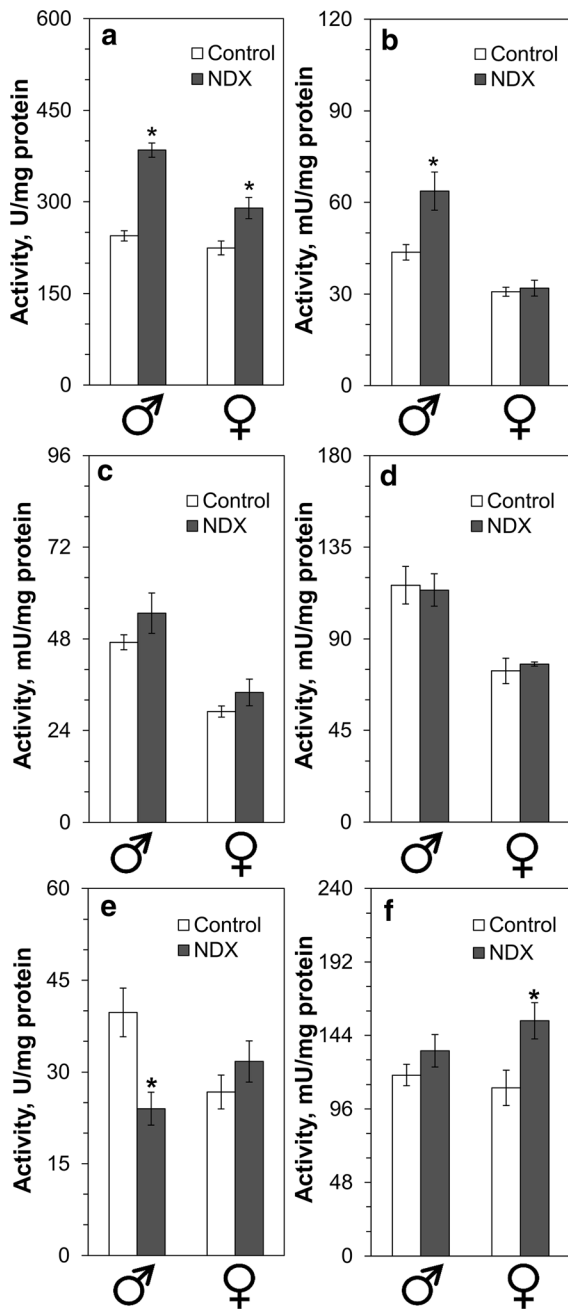 a
Control
NDX
Activity, U/mg protein
600
450
300
150
0
*
*
♂
♀
b
Control
NDX
Activity, mU/mg protein
120
90
60
30
0
*
♂
♀
c
Control
NDX
Activity, mU/mg protein
96
72
48
24
0
♂
♀
d
Control
NDX
Activity, mU/mg protein
180
135
90
45
0
♂
♀
e
Control
NDX
Activity, U/mg protein
60
45
30
15
0
*
♂
♀
f
Control
NDX
Activity, mU/mg protein
240
192
144
96
48
0
*
♂
♀